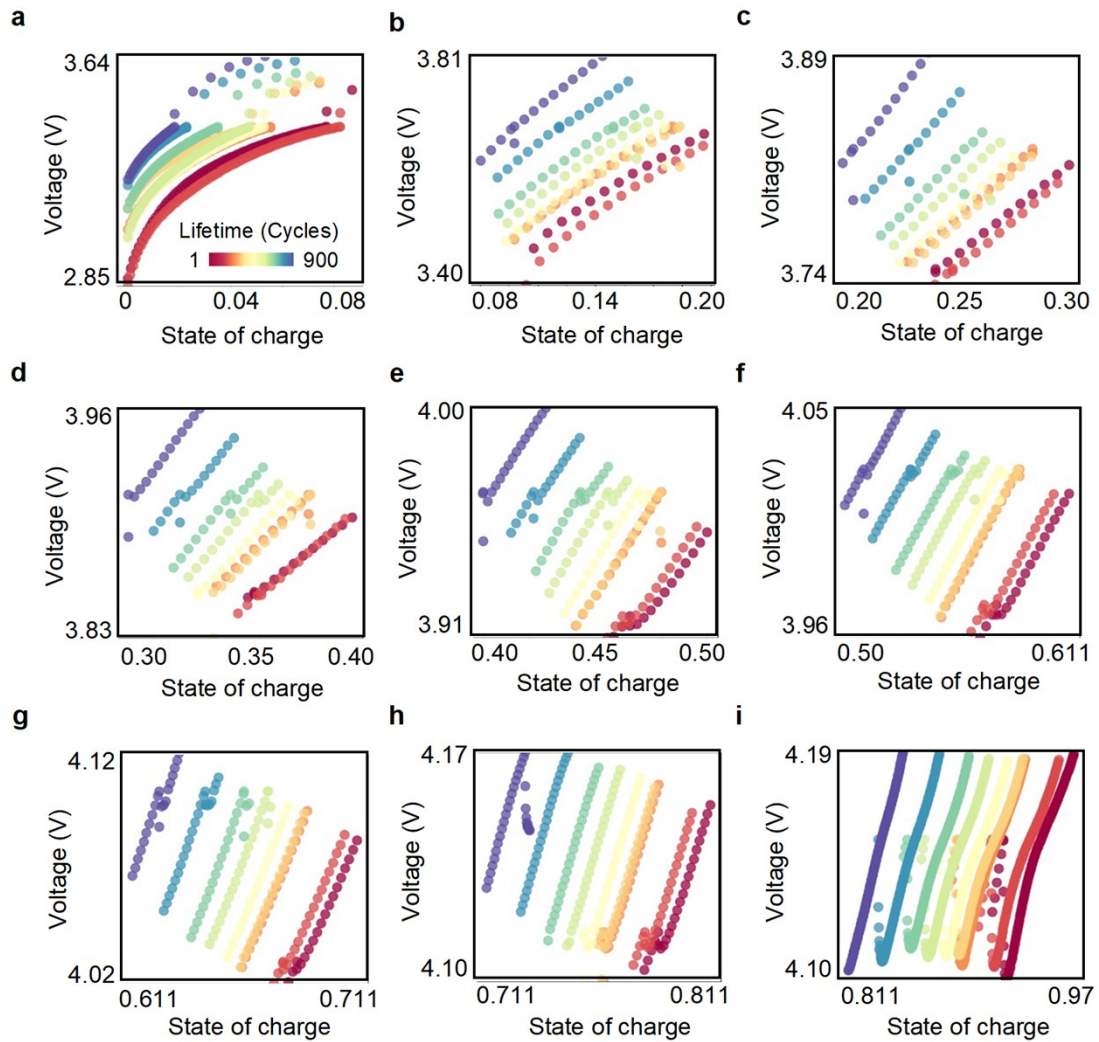 a
3.64
Voltage (V)
2.85
Lifetime (Cycles)
1 900
0 0.04 0.08
State of charge
b
3.81
Voltage (V)
3.40
0.08 0.14 0.20
State of charge
c
3.89
Voltage (V)
3.74
0.20 0.25 0.30
State of charge
d
3.96
Voltage (V)
3.83
0.30 0.35 0.40
State of charge
e
4.00
Voltage (V)
3.91
0.40 0.45 0.50
State of charge
f
4.05
Voltage (V)
3.96
0.50 0.611
State of charge
g
4.12
Voltage (V)
4.02
0.611 0.711
State of charge
h
4.17
Voltage (V)
4.10
0.711 0.811
State of charge
i
4.19
Voltage (V)
4.10
0.811 0.97
State of charge